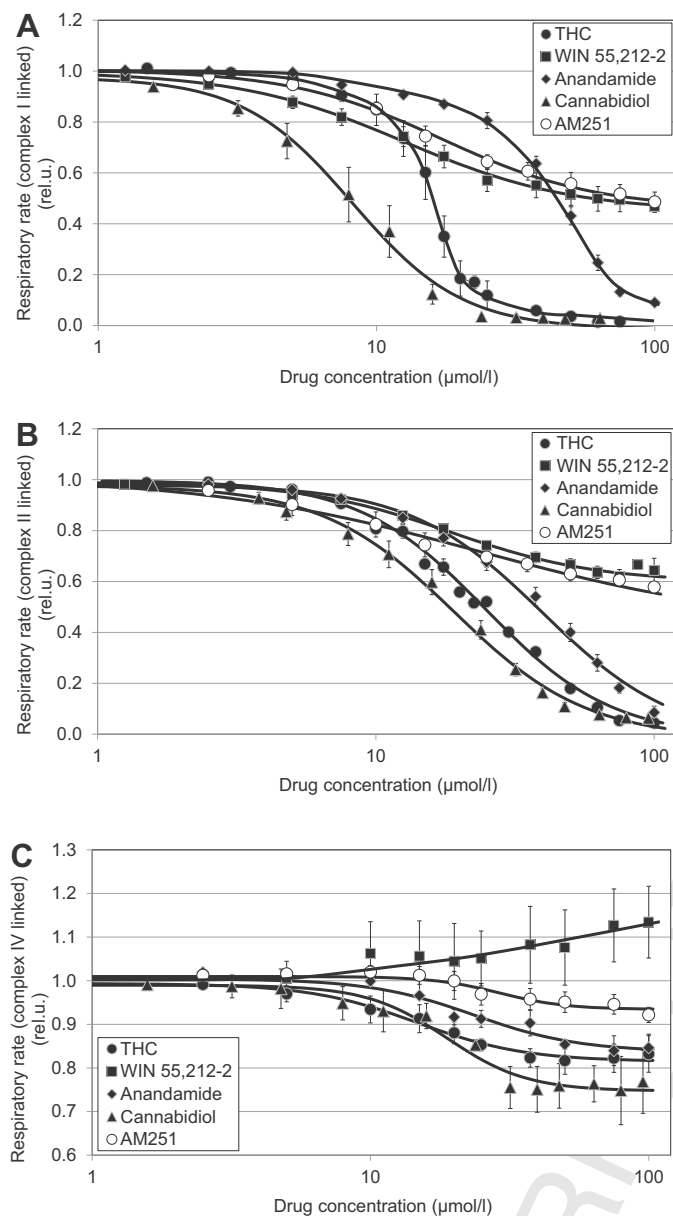 A
1.2
1.0
0.8
0.6
0.4
0.2
0.0
Respiratory rate (complex I linked)
(rel.u.)
THC
WIN 55,212-2
Anandamide
Cannabidiol
AM251
1
10
100
Drug concentration (µmol/l)
B
1.2
1.0
0.8
0.6
0.4
0.2
0.0
Respiratory rate (complex II linked)
(rel.u.)
THC
WIN 55,212-2
Anandamide
Cannabidiol
AM251
1
10
100
Drug concentration (µmol/l)
C
1.3
1.2
1.1
1.0
0.9
0.8
0.7
0.6
Respiratory rate (complex IV linked)
(rel.u.)
THC
WIN 55,212-2
Anandamide
Cannabidiol
AM251
1
10
100
Drug concentration (µmol/l)